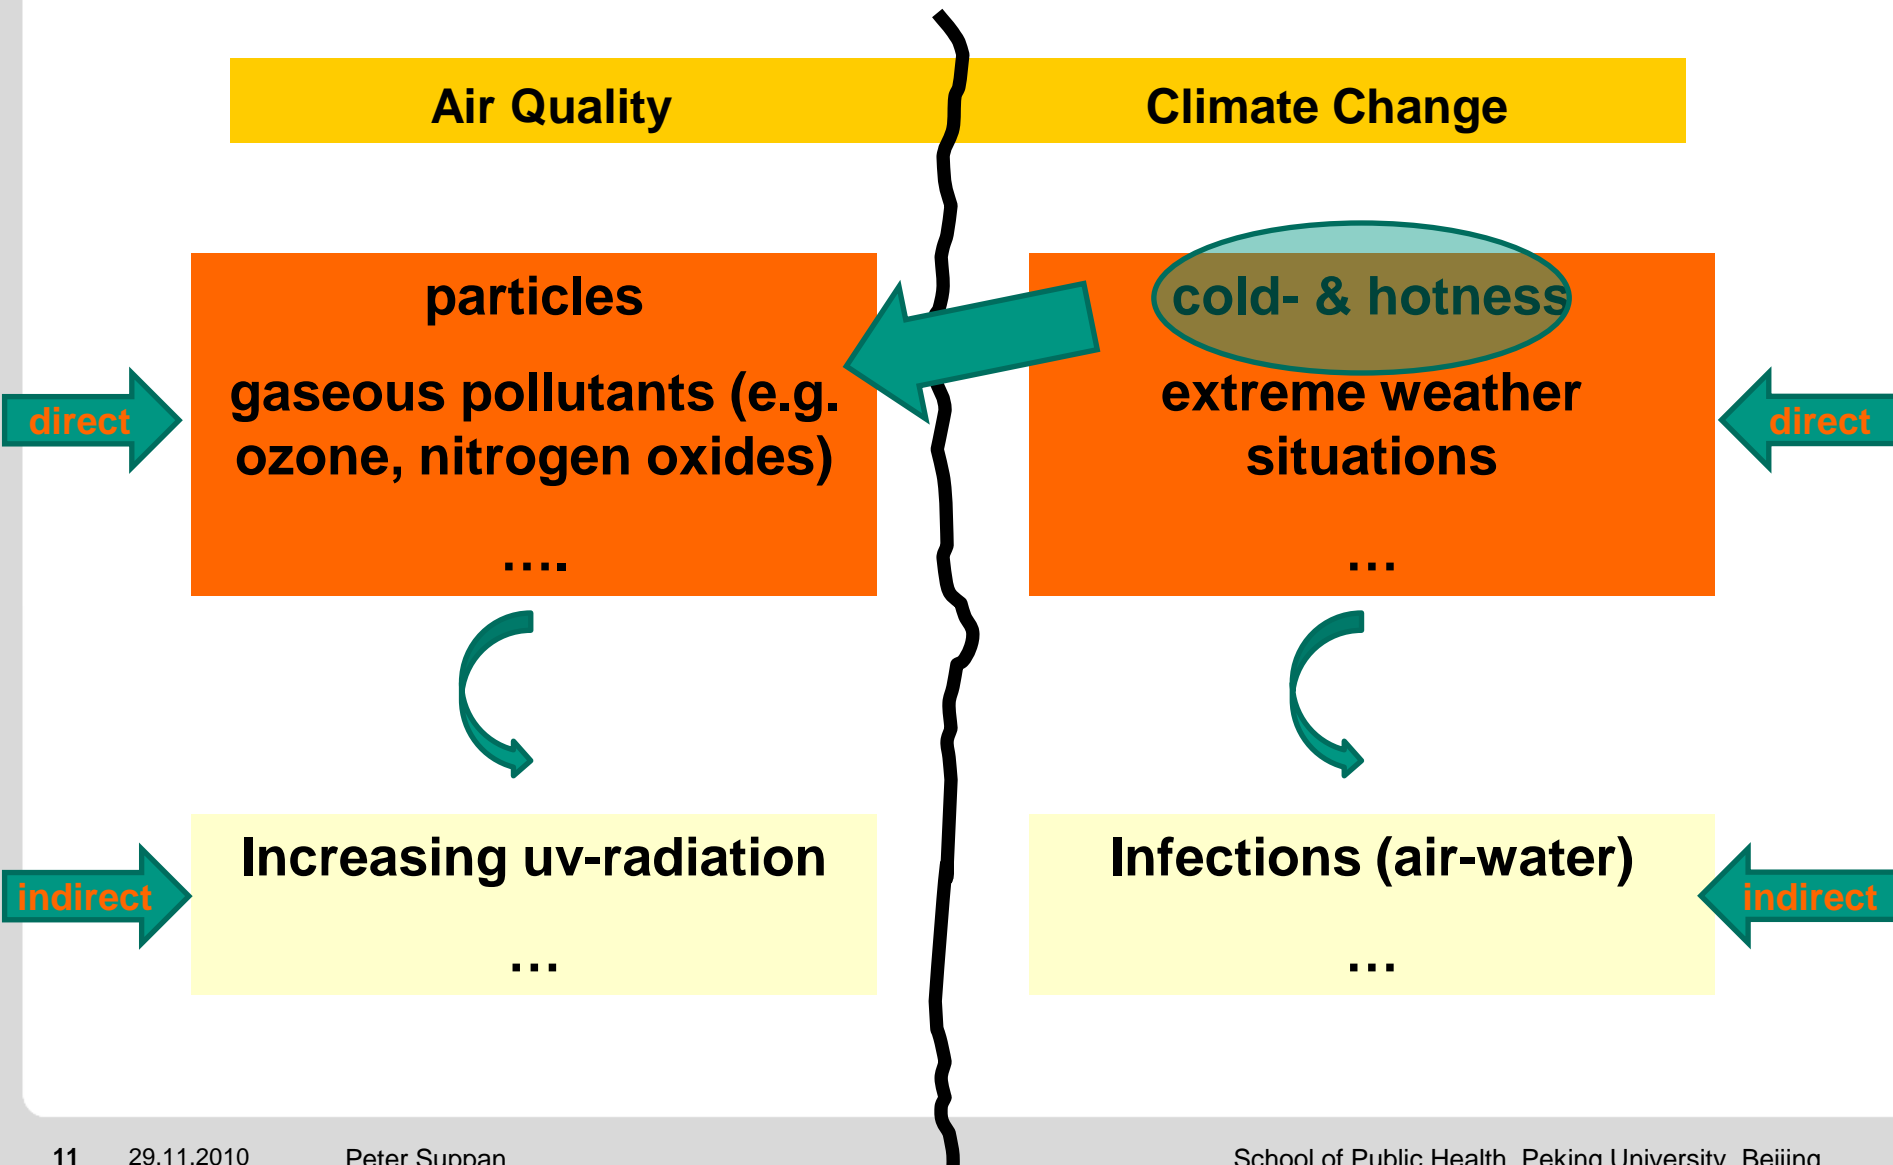 Air Quality
Climate Change
particles
gaseous pollutants (e.g.
ozone, nitrogen oxides)
….
cold- & hotness
extreme weather
situations
…
direct
direct
Increasing uv-radiation
…
Infections (air-water)
…
indirect
indirect
11 29.11.2010 Peter Suppan School of Public Health, Peking University, Beijing